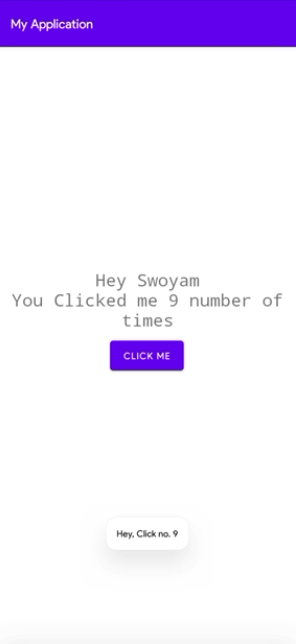 My Application
Hey Swoyam
You Clicked me 9 number of
times
CLICK ME
Hey, Click no. 9